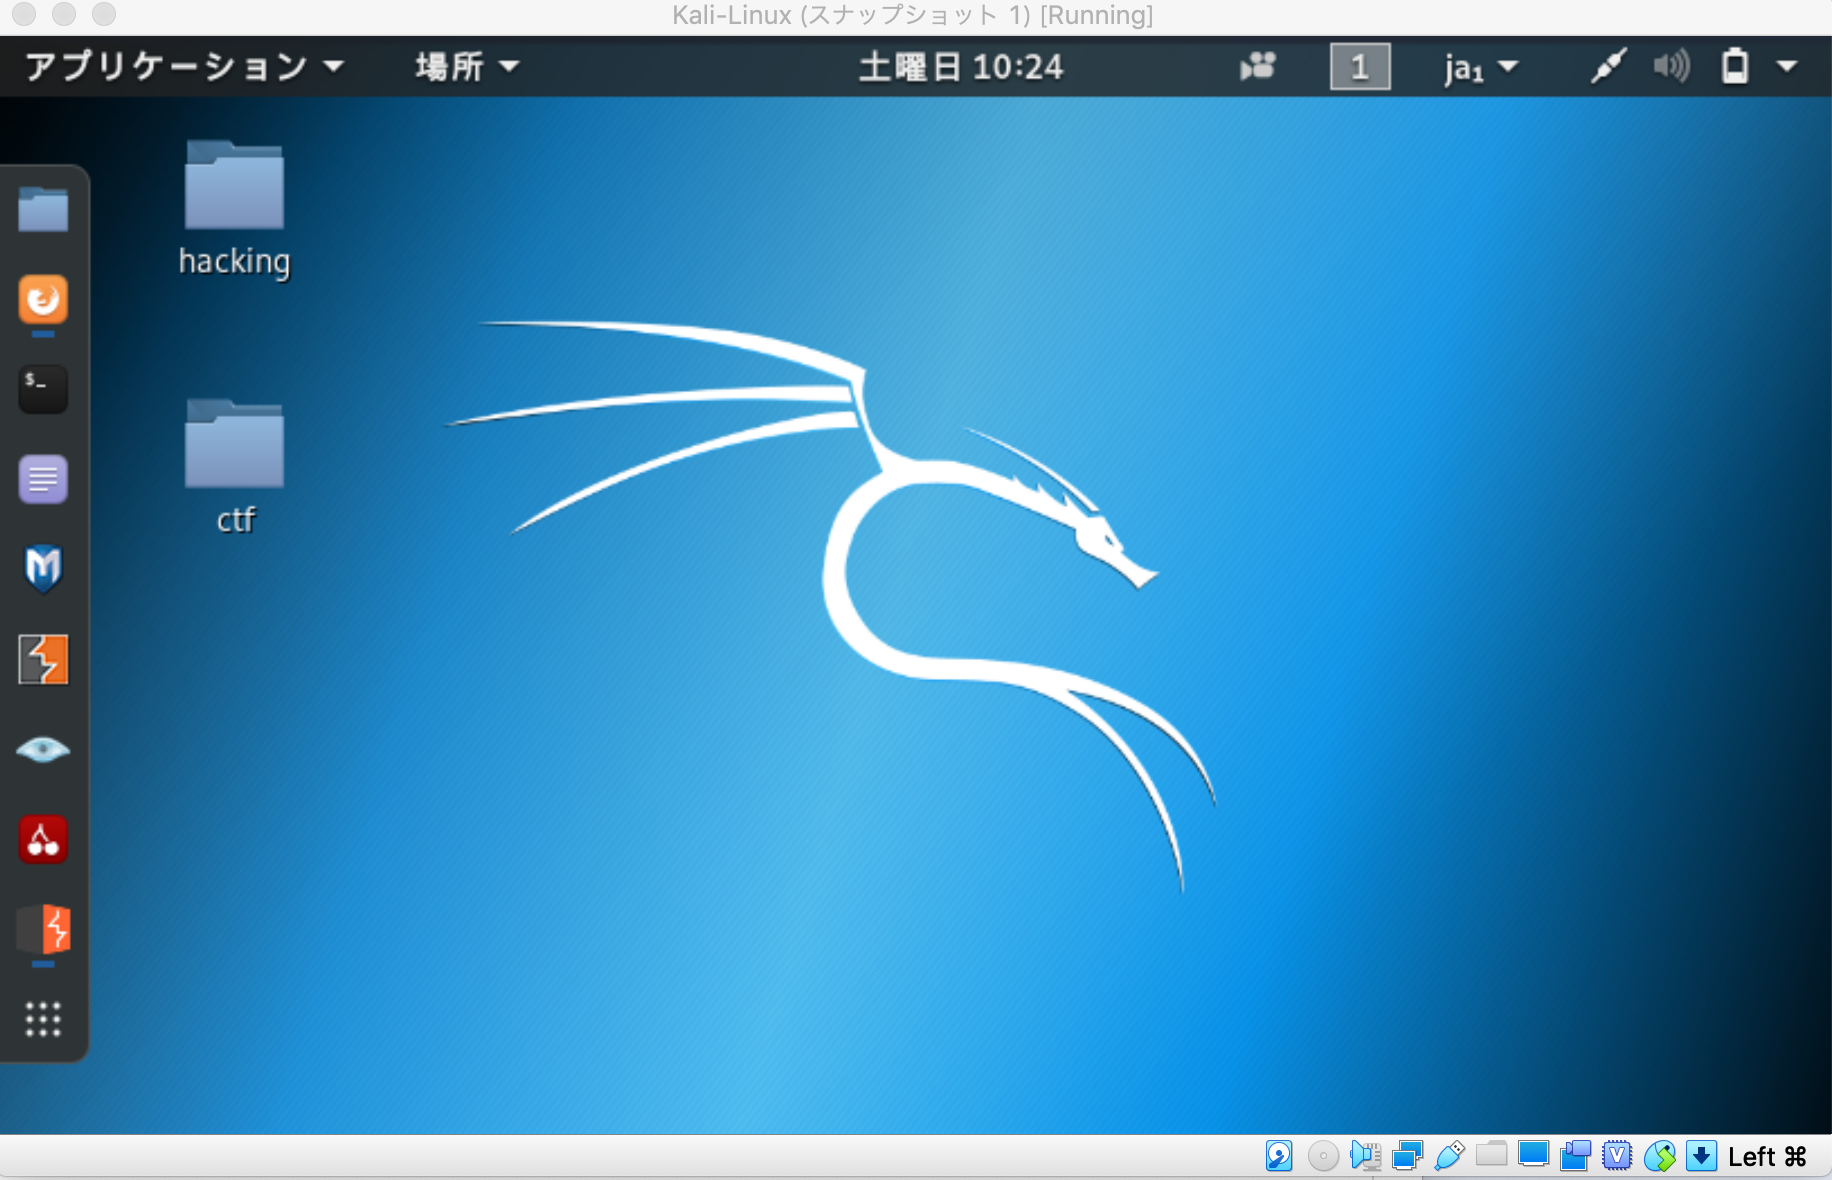 Kali-Linux (スナップショット 1) [Running]
アプリケーション 場所 土曜日 10:24 1 ja₁
hacking
$_
ctf
Left ⌘